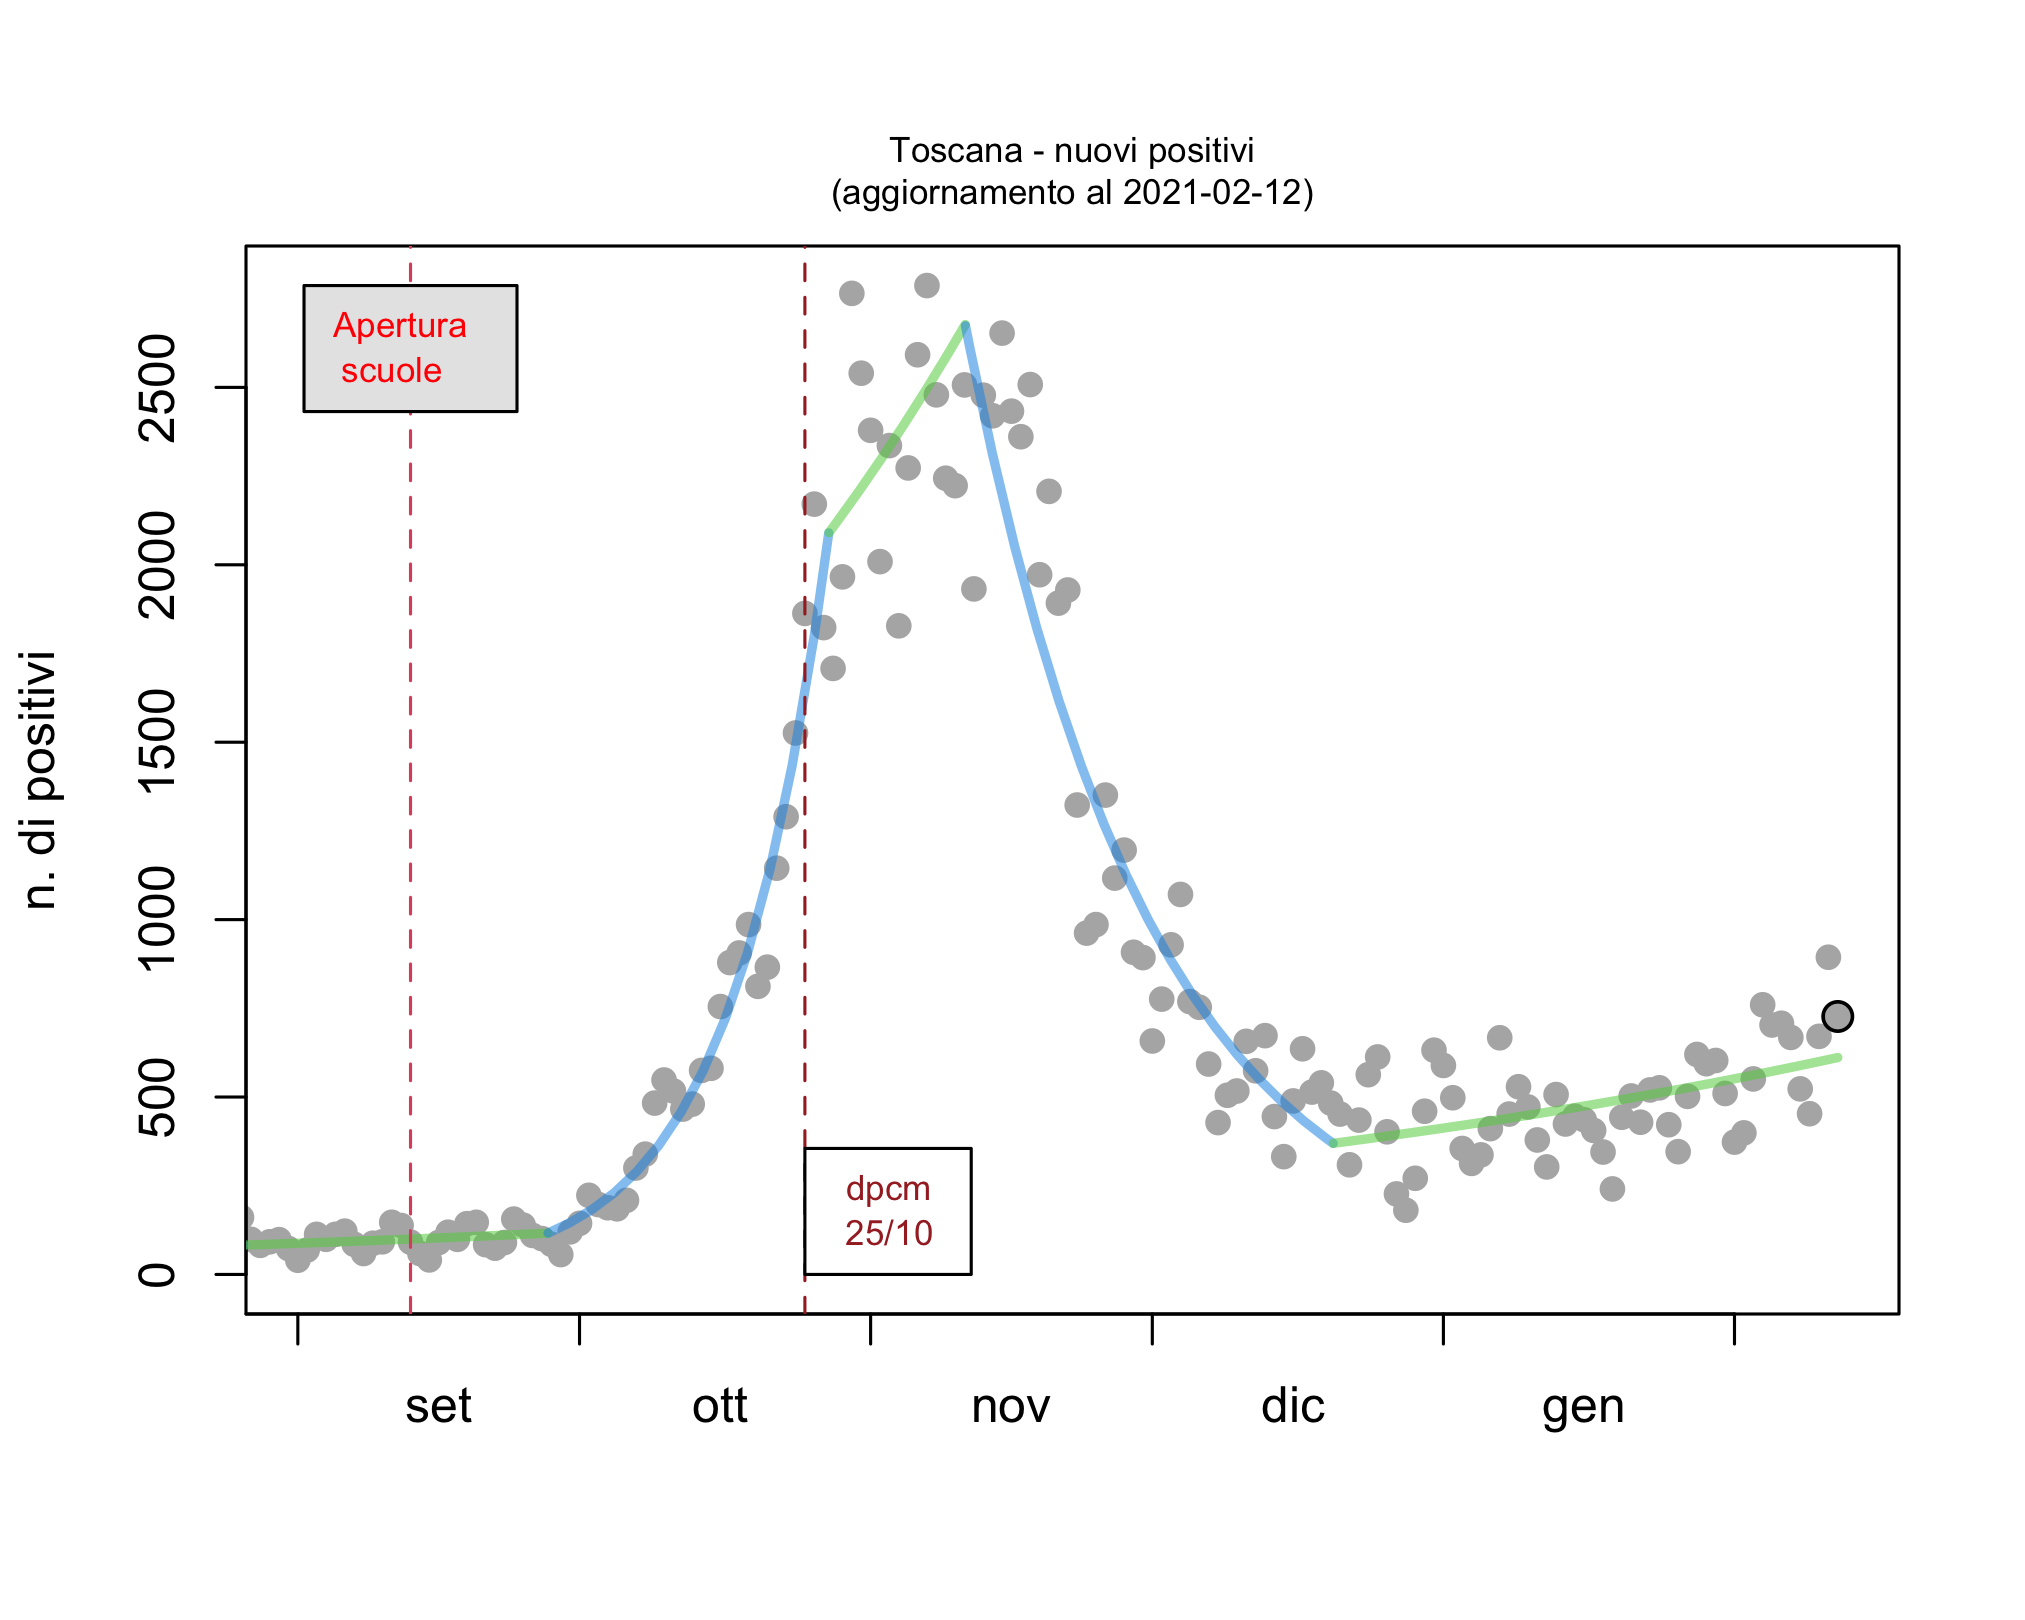 Toscana - nuovi positivi
(aggiornamento al 2021-02-12)
Apertura
scuole
n. di positivi
2500
2000
1500
1000
500
0
dpcm
25/10
set ott nov dic gen